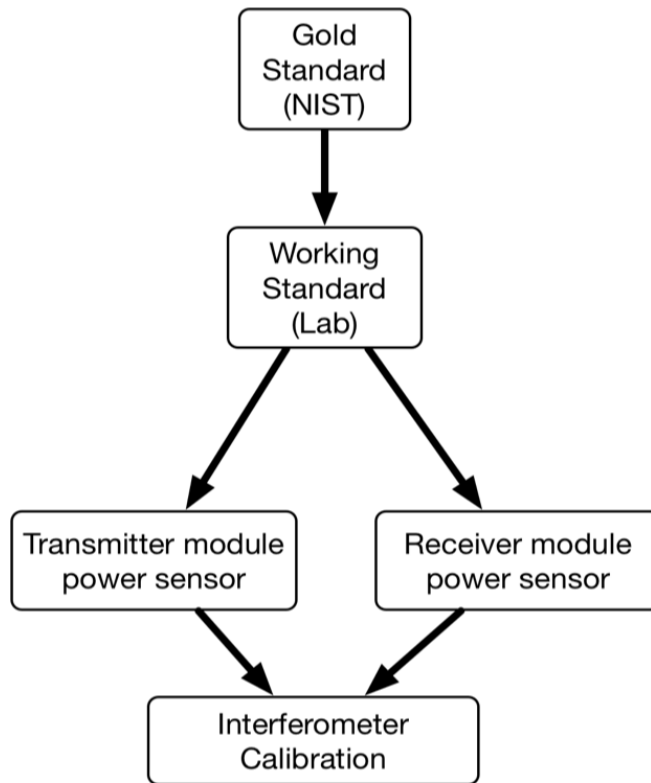 Gold
Standard
(NIST)
Working
Standard
(Lab)
Transmitter module
power sensor
Receiver module
power sensor
Interferometer
Calibration